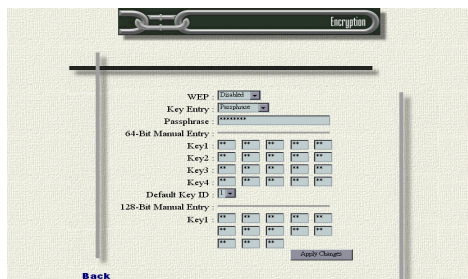 Encryption
WEP : Disabled
Key Entry : Passphrase
Passphrase : ********
64-Bit Manual Entry :
Key1 : ** ** ** ** **
Key2 : ** ** ** ** **
Key3 : ** ** ** ** **
Key4 : ** ** ** ** **
Default Key ID : 1
128-Bit Manual Entry :
Key1 : ** ** ** ** **
** ** ** ** **
** ** **
Apply Changes
Back